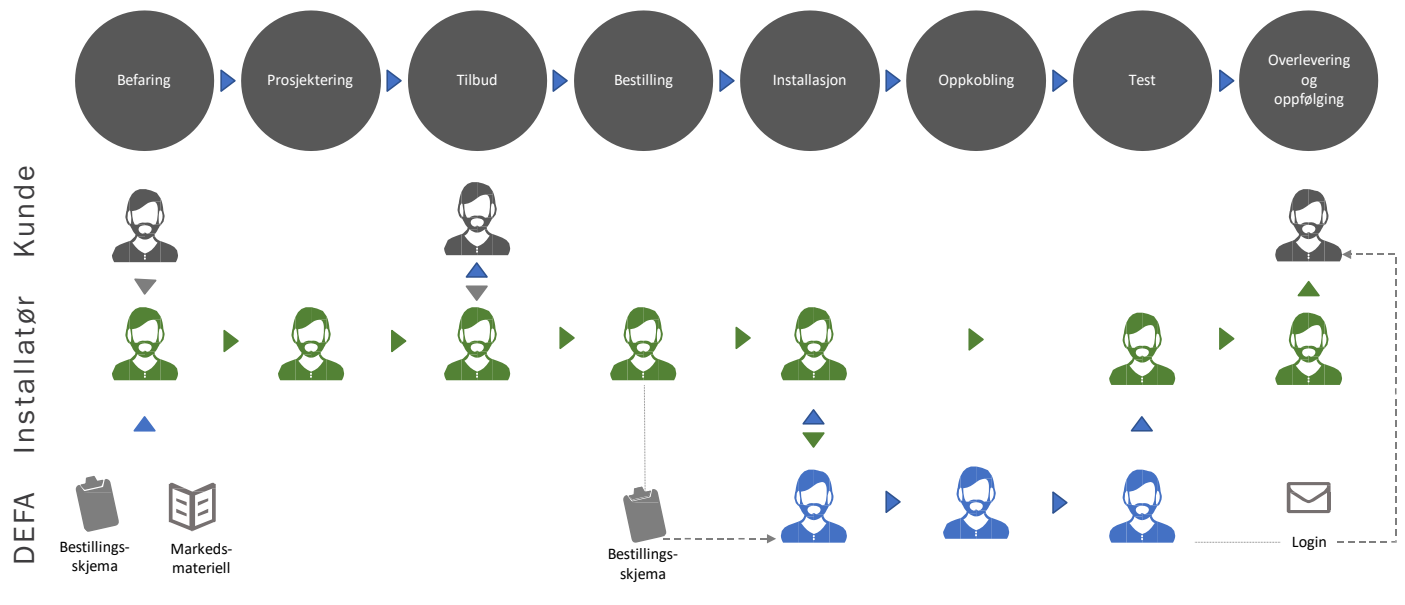 Befaring
Prosjektering
Tilbud
Bestilling
Installasjon
Oppkobling
Test
Overlevering
og
oppfølging
Kunde
Installatør
DEFA
Bestillings-
skjema
Markeds-
materiell
Bestillings-
skjema
Login